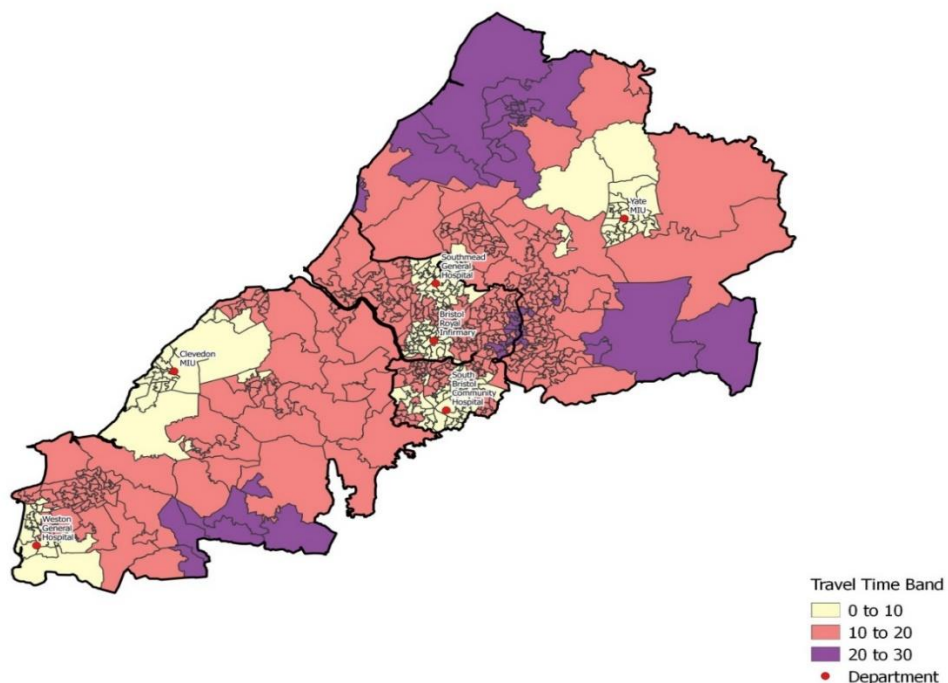 Yate
MIU
Southmead
General
Hospital
Bristol
Royal
Infirmary
Clevedon
MIU
South
Bristol
Community
Hospital
Weston
General
Hospital
Travel Time Band
0 to 10
10 to 20
20 to 30
Department